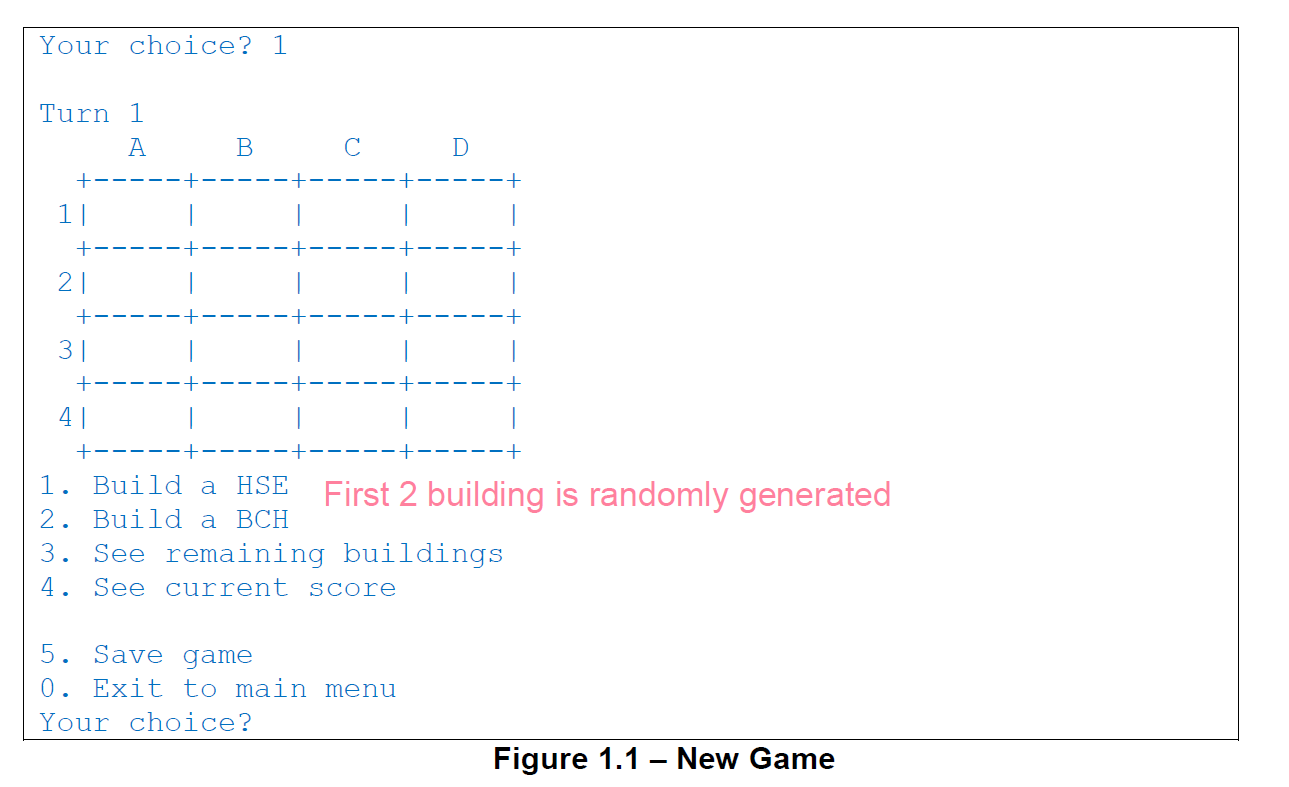 Your choice? 1
Turn 1
A B C D
+-----+-----+-----+-----+
1| | | | |
+-----+-----+-----+-----+
2| | | | |
+-----+-----+-----+-----+
3| | | | |
+-----+-----+-----+-----+
4| | | | |
+-----+-----+-----+-----+
1. Build a HSE
First 2 building is randomly generated
2. Build a BCH
3. See remaining buildings
4. See current score
5. Save game
0. Exit to main menu
Your choice?
Figure 1.1 – New Game